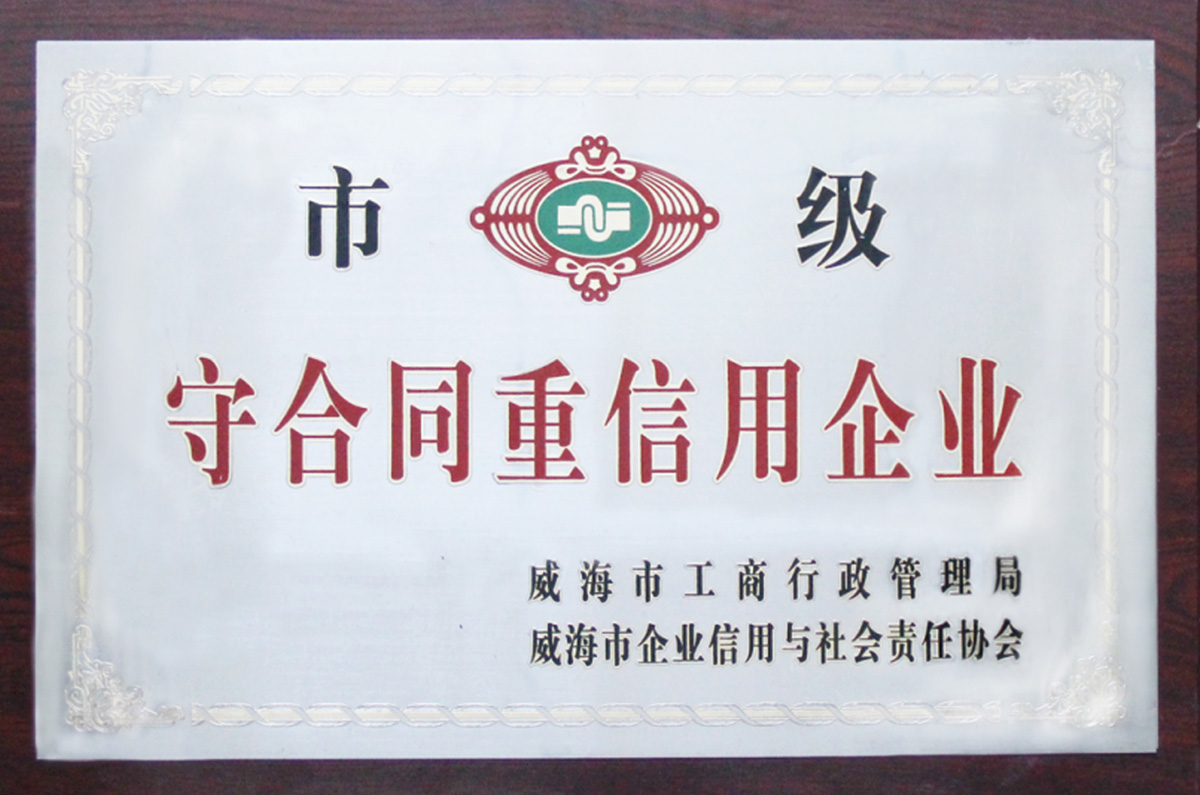 市 级
守合同重信用企业
威海市工商行政管理局
威海市企业信用与社会责任协会